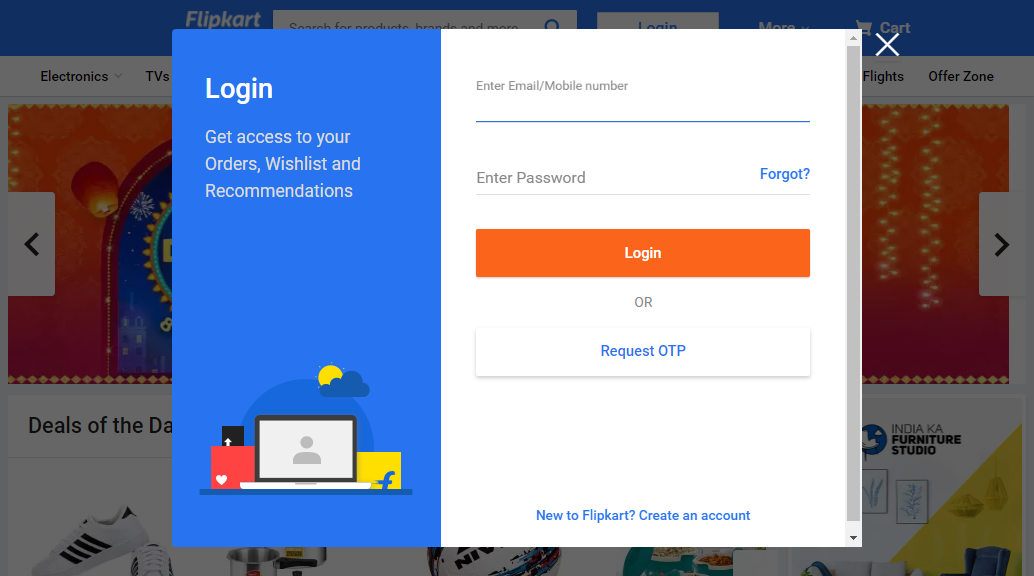 Flipkart
Search for products, brands and more
Login
More
Cart
Electronics
TVs
Flights
Offer Zone
Login
Get access to your
Orders, Wishlist and
Recommendations
Enter Email/Mobile number
Enter Password
Forgot?
Login
OR
Request OTP
New to Flipkart? Create an account
Deals of the Da
INDIA KA
FURNITURE
STUDIO
NIV